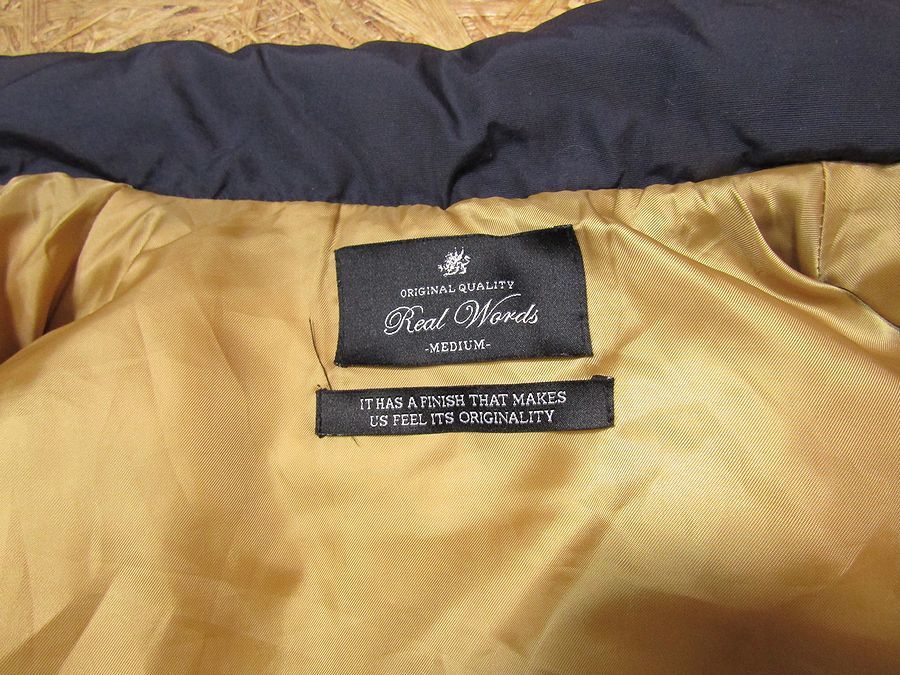 ORIGINAL QUALITY
Real Words
-MEDIUM-
IT HAS A FINISH THAT MAKES
US FEEL ITS ORIGINALITY